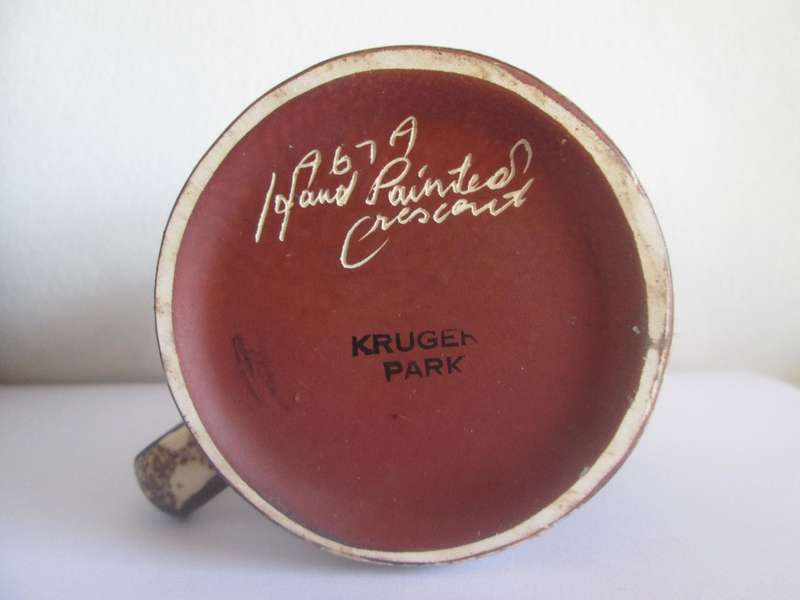 A67A
Hand Painted
Crescent
KRUGER
PARK